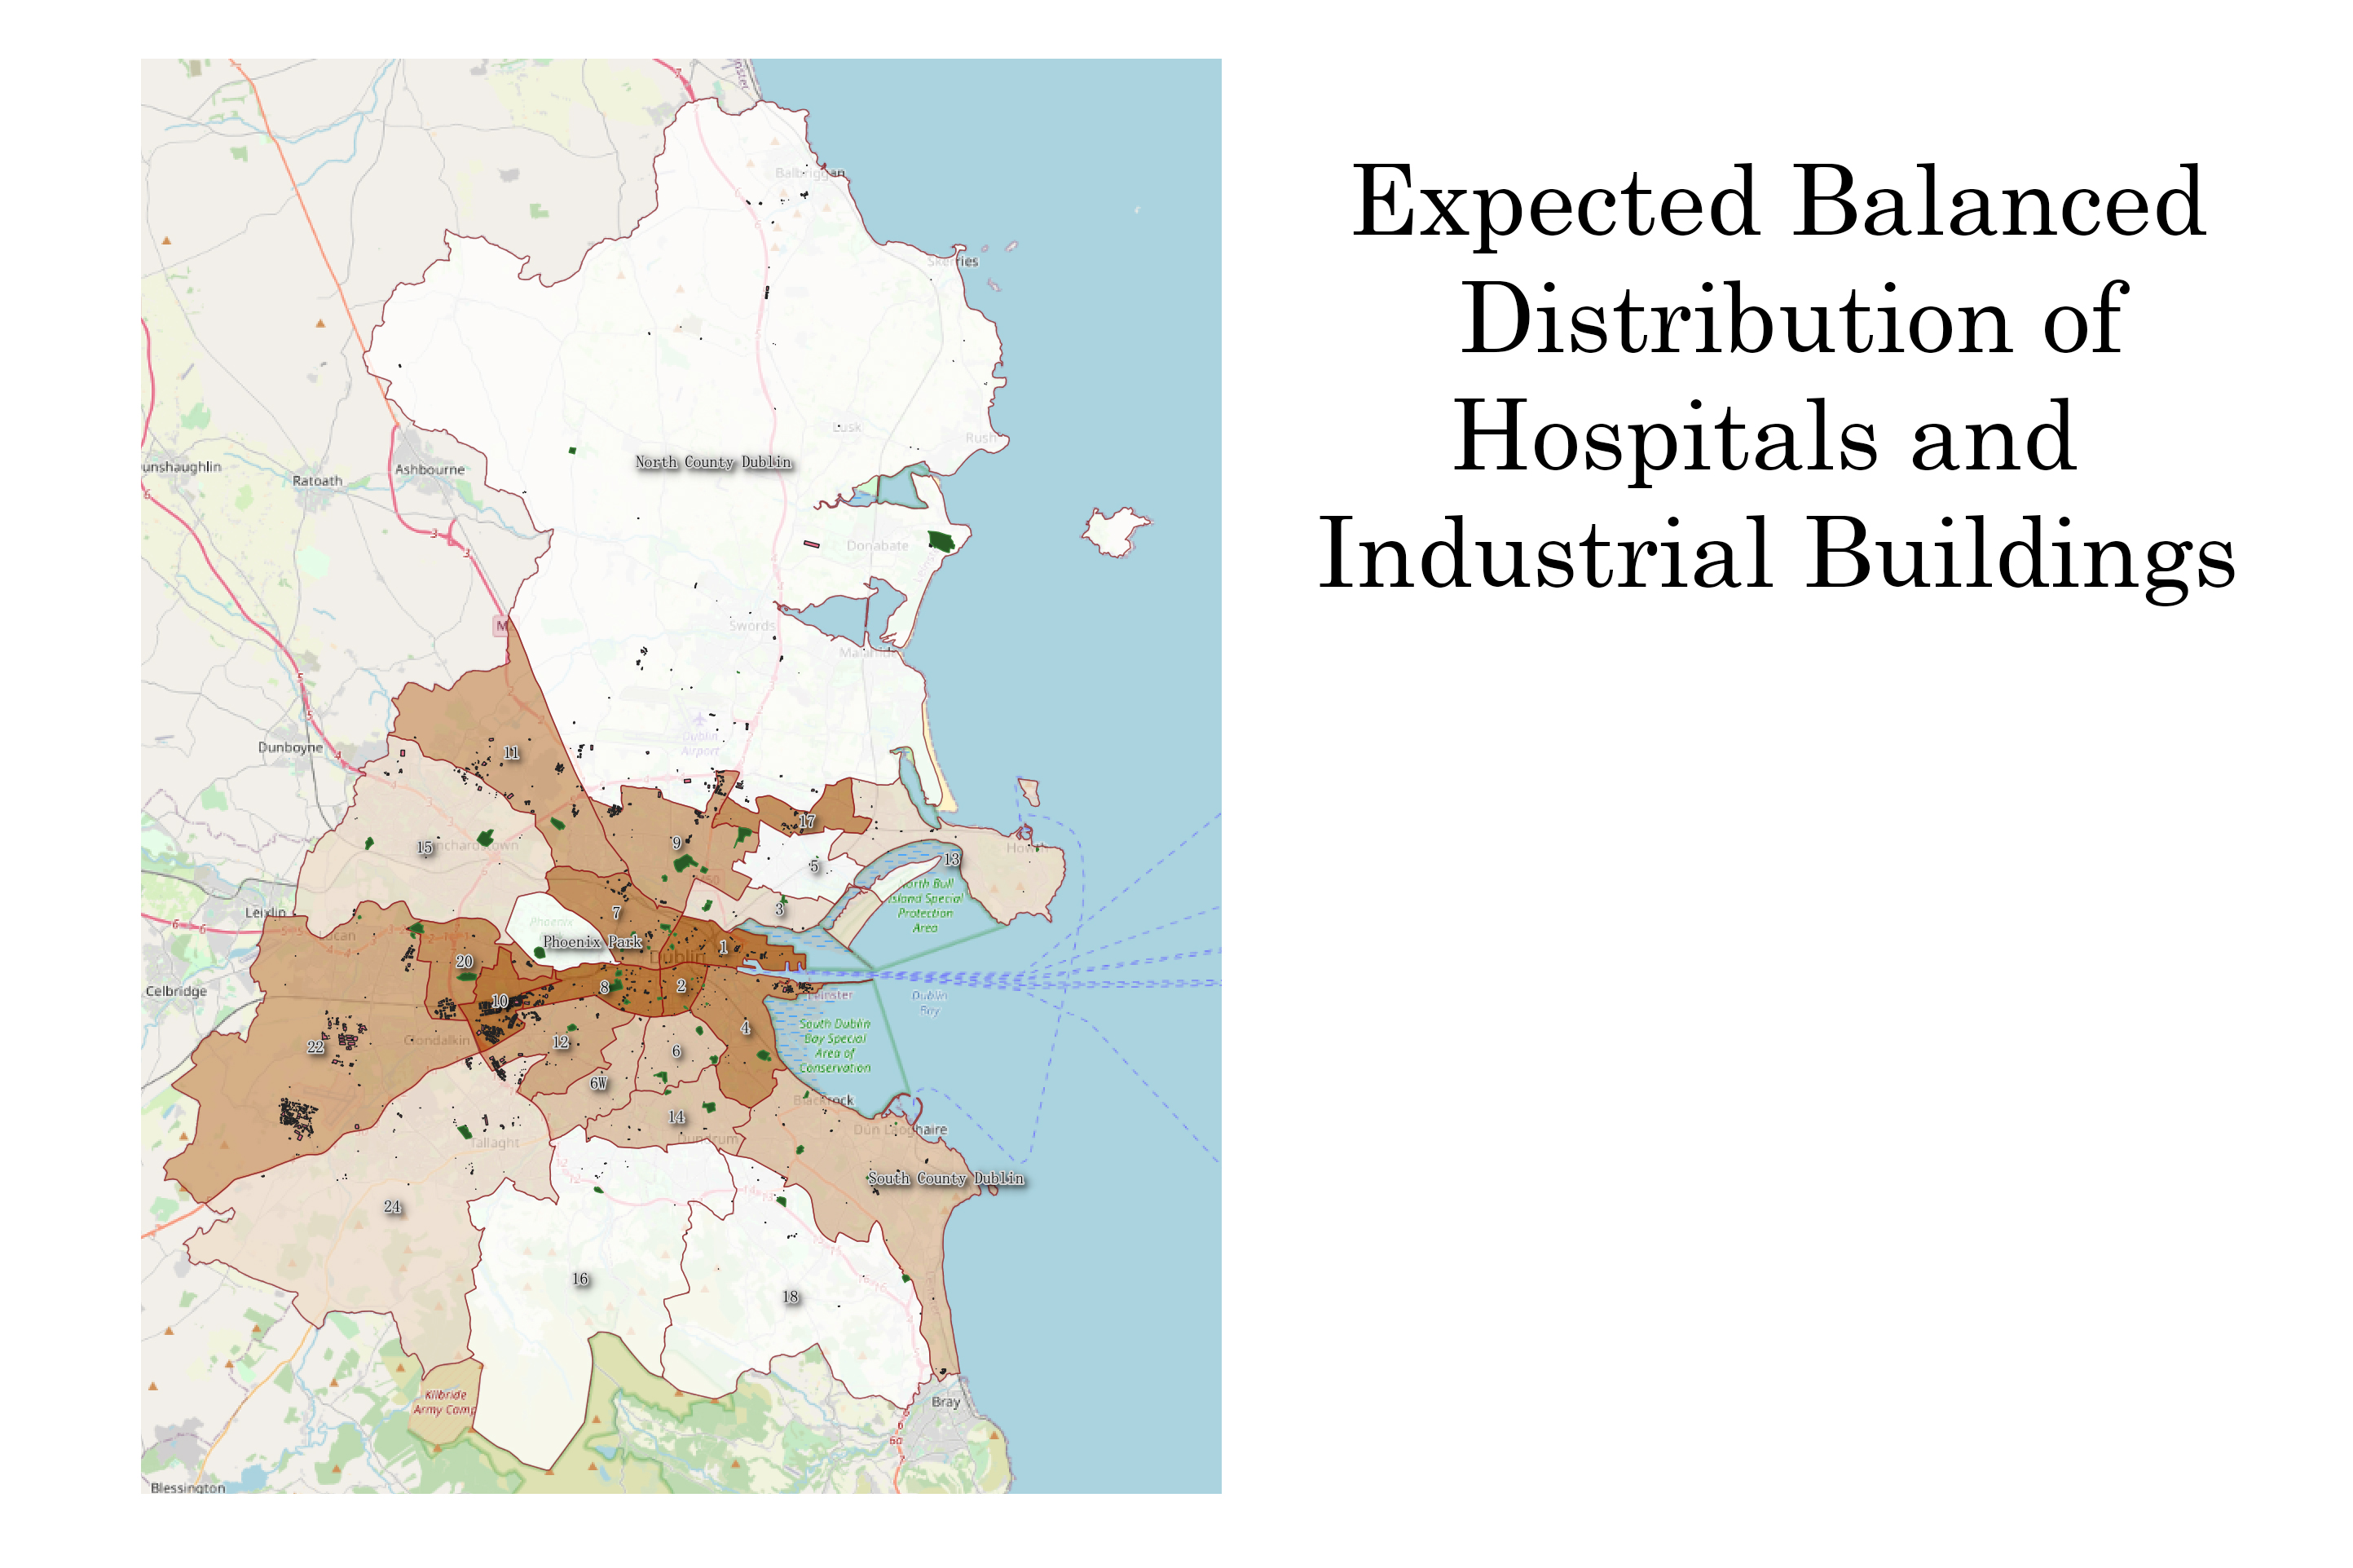 Expected Balanced
Distribution of
Hospitals and
Industrial Buildings
Balbriggan
Skerries
Lusk
Rush
North County Dublin
Ashbourne
Ratoath
Donabate
Swords
Dublin
Airport
Dunboyne
11
17
15
9
5
13
Howth
3
North Bull
Island Special
Protection
Area
Leixlip
Lucan
7
Phoenix
Phoenix Park
1
Dublin
20
Celbridge
10
8
2
Leinster
Dublin
Bay
South Dublin
Bay Special
Area of
Conservation
4
22
Clondalkin
12
6
6W
14
Blackrock
Dún Laoghaire
Tallaght
Dundrum
South County Dublin
24
16
18
Kilbride
Army Camp
Bray
Blessington